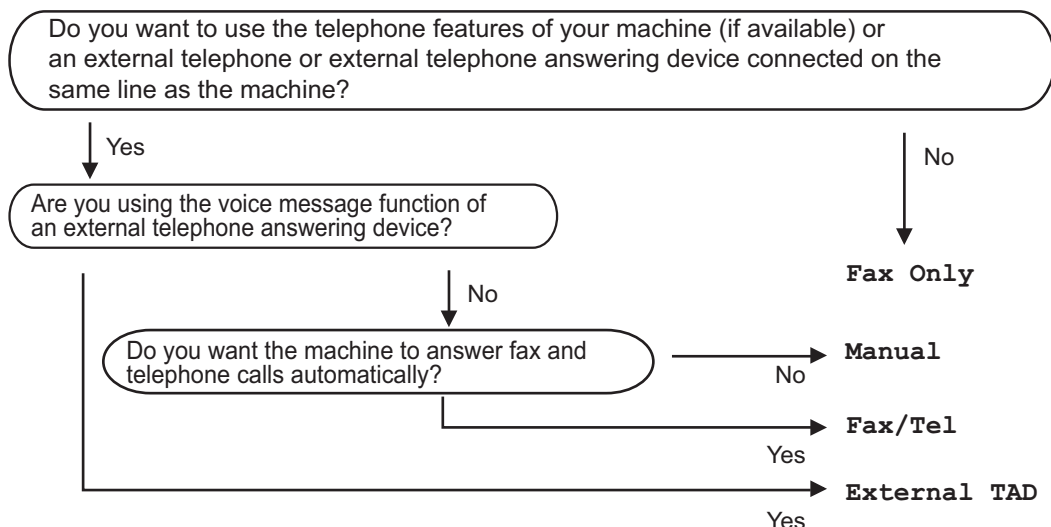 Do you want to use the telephone features of your machine (if available) or
an external telephone or external telephone answering device connected on the
same line as the machine?
Yes
No
Are you using the voice message function of
an external telephone answering device?
Fax Only
No
Do you want the machine to answer fax and
telephone calls automatically?
Manual
No
Fax/Tel
Yes
External TAD
Yes